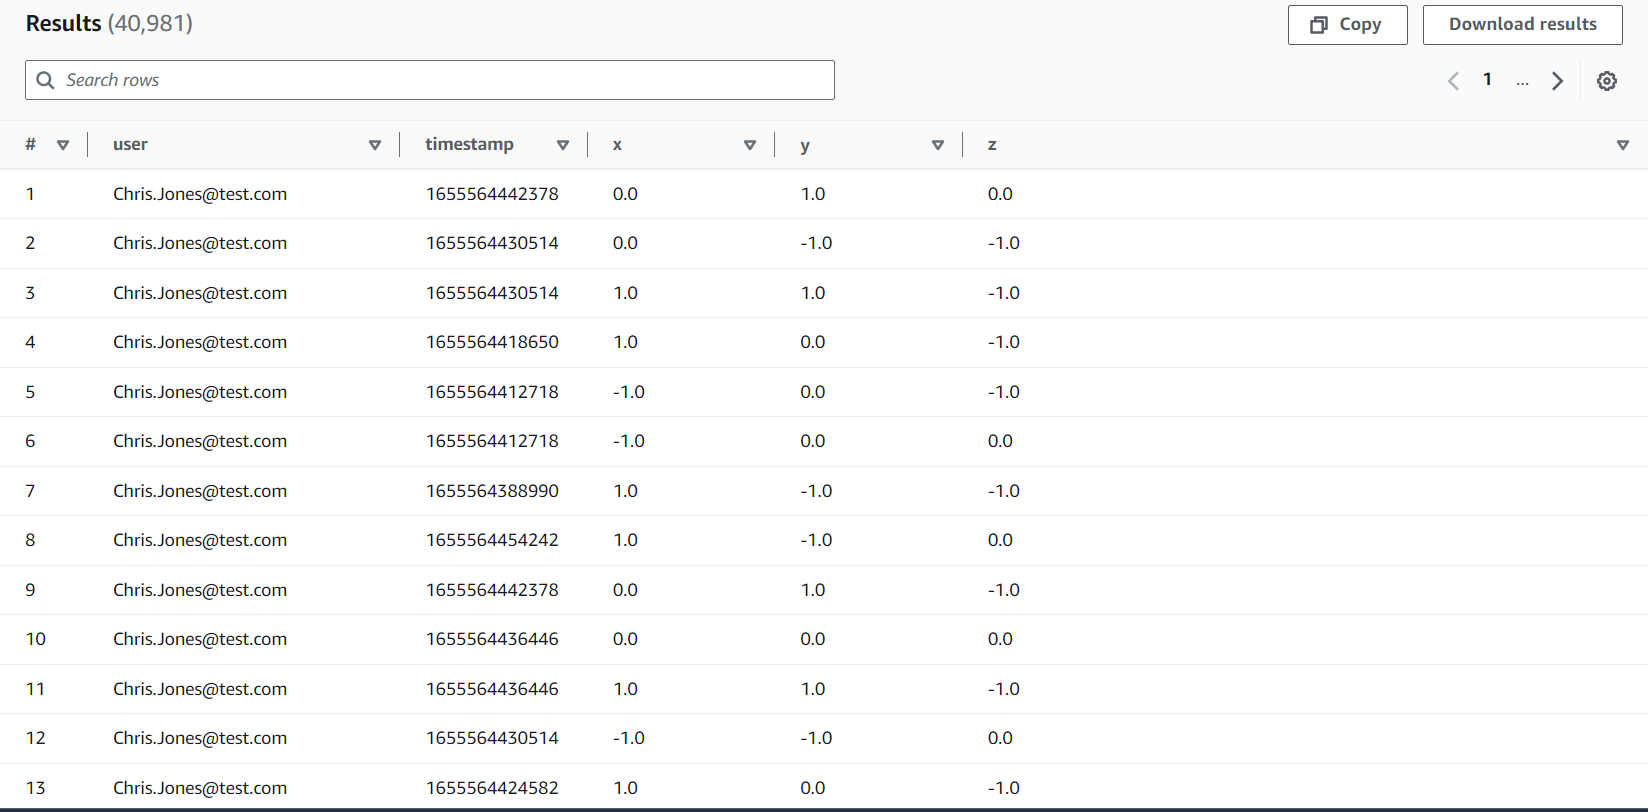 Results (40,981)
Copy
Download results
Search rows
1 ...
# user timestamp x y z
1 Chris.Jones@test.com 1655564442378 0.0 1.0 0.0
2 Chris.Jones@test.com 1655564430514 0.0 -1.0 -1.0
3 Chris.Jones@test.com 1655564430514 1.0 1.0 -1.0
4 Chris.Jones@test.com 1655564418650 1.0 0.0 -1.0
5 Chris.Jones@test.com 1655564412718 -1.0 0.0 -1.0
6 Chris.Jones@test.com 1655564412718 -1.0 0.0 0.0
7 Chris.Jones@test.com 1655564388990 1.0 -1.0 -1.0
8 Chris.Jones@test.com 1655564454242 1.0 -1.0 0.0
9 Chris.Jones@test.com 1655564442378 0.0 1.0 -1.0
10 Chris.Jones@test.com 1655564436446 0.0 0.0 0.0
11 Chris.Jones@test.com 1655564436446 1.0 1.0 -1.0
12 Chris.Jones@test.com 1655564430514 -1.0 -1.0 0.0
13 Chris.Jones@test.com 1655564424582 1.0 0.0 -1.0